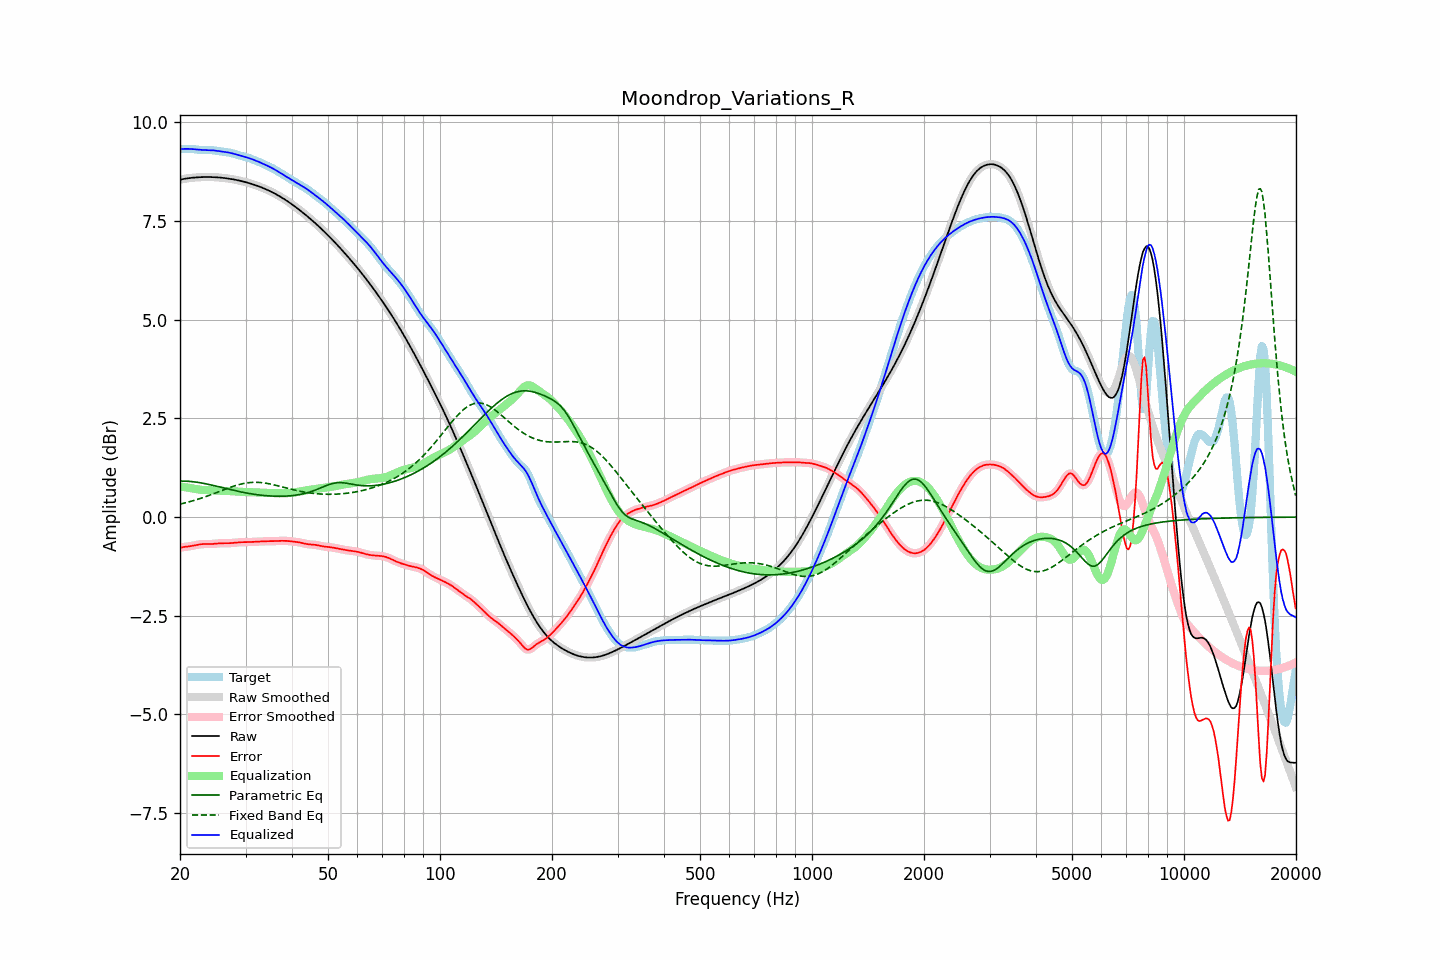 Moondrop_Variations_R
Amplitude (dBr)
10.0
7.5
5.0
2.5
0.0
−2.5
−5.0
−7.5
Target
Raw Smoothed
Error Smoothed
Raw
Error
Equalization
Parametric Eq
Fixed Band Eq
Equalized
20 50 100 200 500 1000 2000 5000 10000 20000
Frequency (Hz)